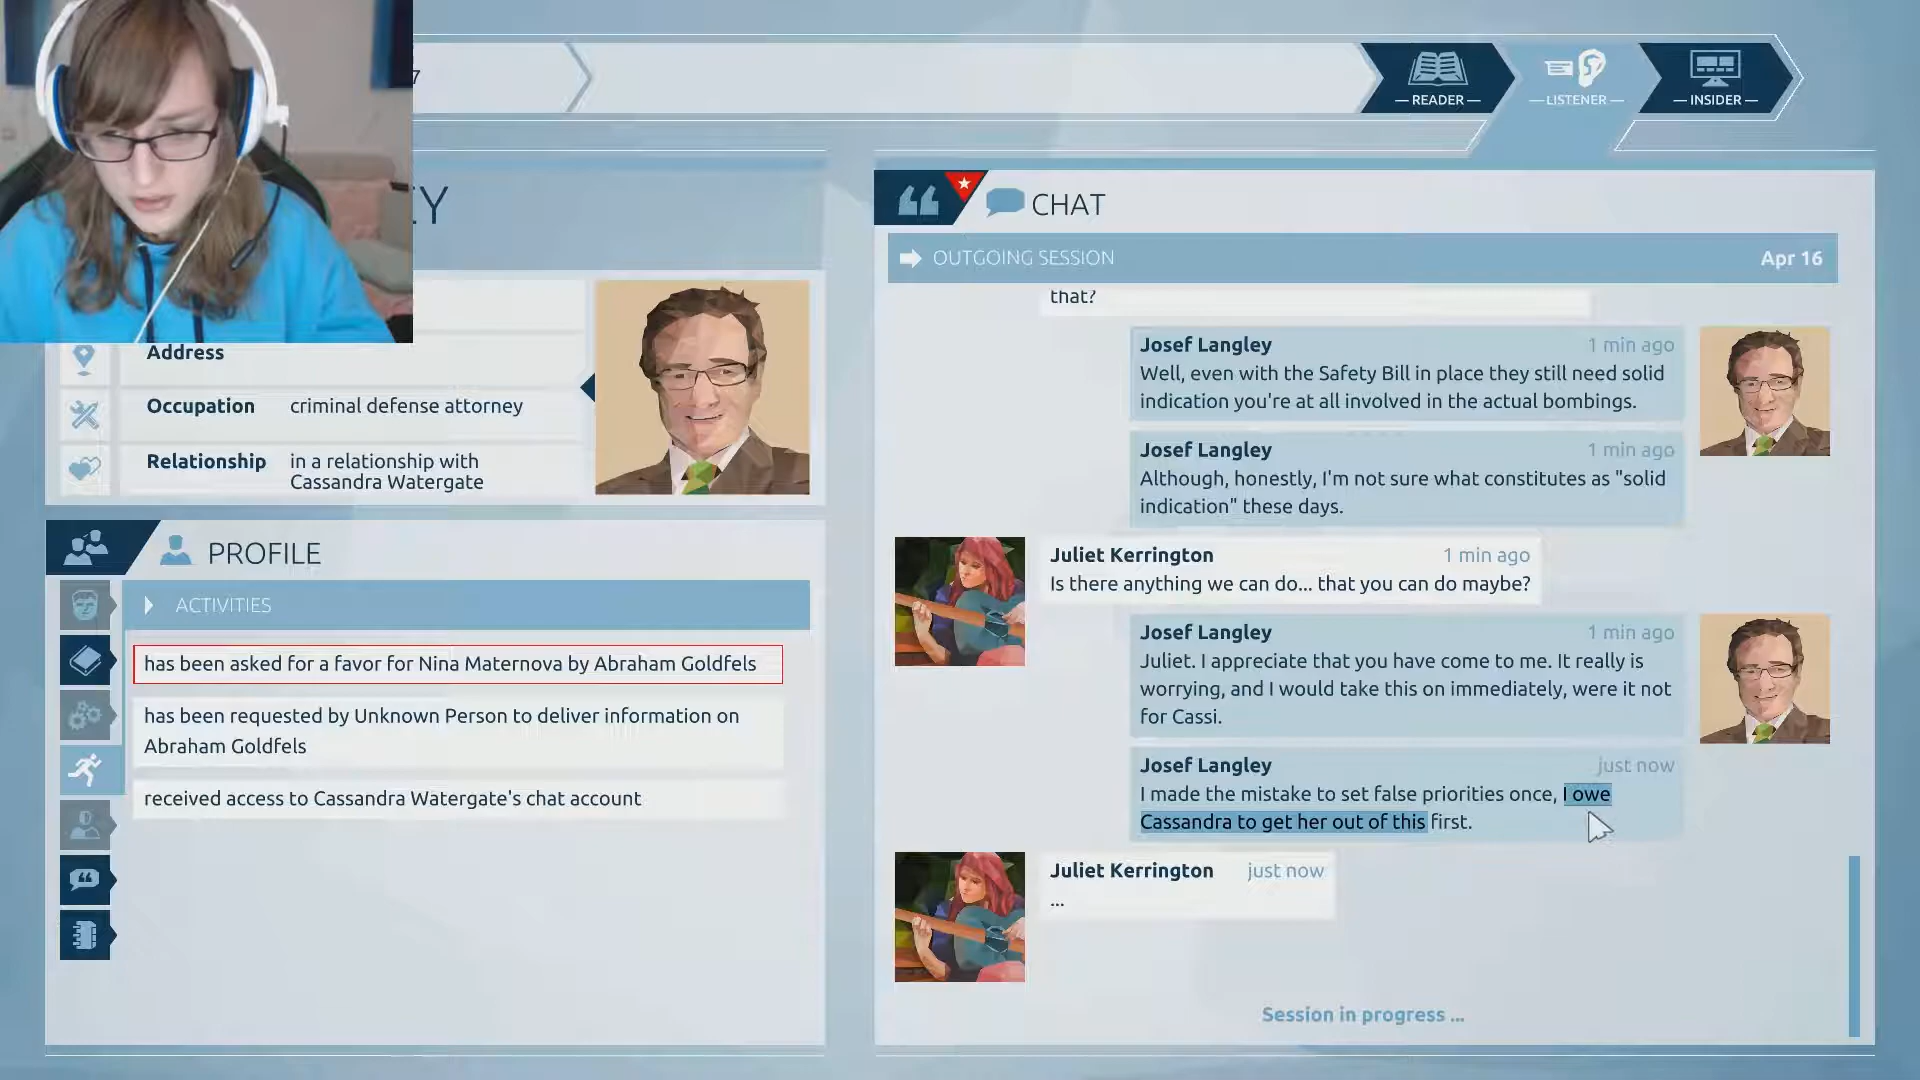 7
— READER —
— LISTENER —
— INSIDER —
EY
Address
Occupation criminal defense attorney
Relationship in a relationship with
Cassandra Watergate
PROFILE
ACTIVITIES
has been asked for a favor for Nina Maternova by Abraham Goldfels
has been requested by Unknown Person to deliver information on
Abraham Goldfels
received access to Cassandra Watergate's chat account
CHAT
OUTGOING SESSION Apr 16
that?
Josef Langley 1 min ago
Well, even with the Safety Bill in place they still need solid
indication you're at all involved in the actual bombings.
Josef Langley 1 min ago
Although, honestly, I'm not sure what constitutes as "solid
indication" these days.
Juliet Kerrington 1 min ago
Is there anything we can do... that you can do maybe?
Josef Langley 1 min ago
Juliet. I appreciate that you have come to me. It really is
worrying, and I would take this on immediately, were it not
for Cassi.
Josef Langley just now
I made the mistake to set false priorities once, I owe
Cassandra to get her out of this first.
Juliet Kerrington just now
...
Session in progress ...